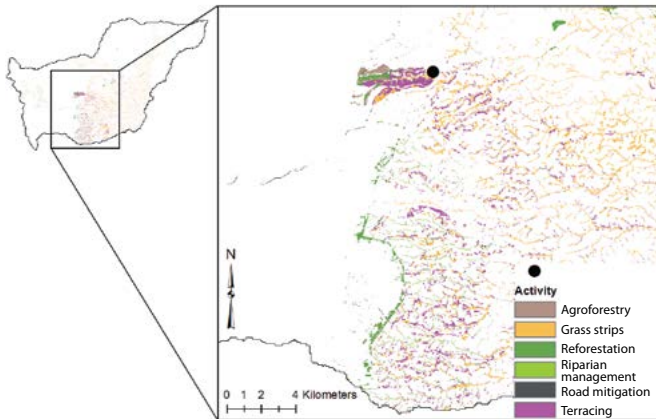 N
0 1 2 4 Kilometers
Activity
Agroforestry
Grass strips
Reforestation
Riparian
management
Road mitigation
Terracing